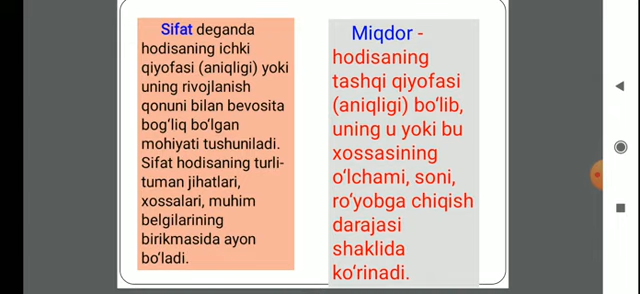 Sifat deganda
hodisaning ichki
qiyofasi (aniqligi) yoki
uning rivojlanish
qonuni bilan bevosita
bog‘liq bo‘lgan
mohiyati tushuniladi.
Sifat hodisaning turli-
tuman jihatlari,
xossalari, muhim
belgilarining
birikmasida ayon
bo‘ladi.
Miqdor -
hodisaning
tashqi qiyofasi
(aniqligi) bo‘lib,
uning u yoki bu
xossasining
o‘lchami, soni,
ro‘yobga chiqish
darajasi
shaklida
ko‘rinadi.